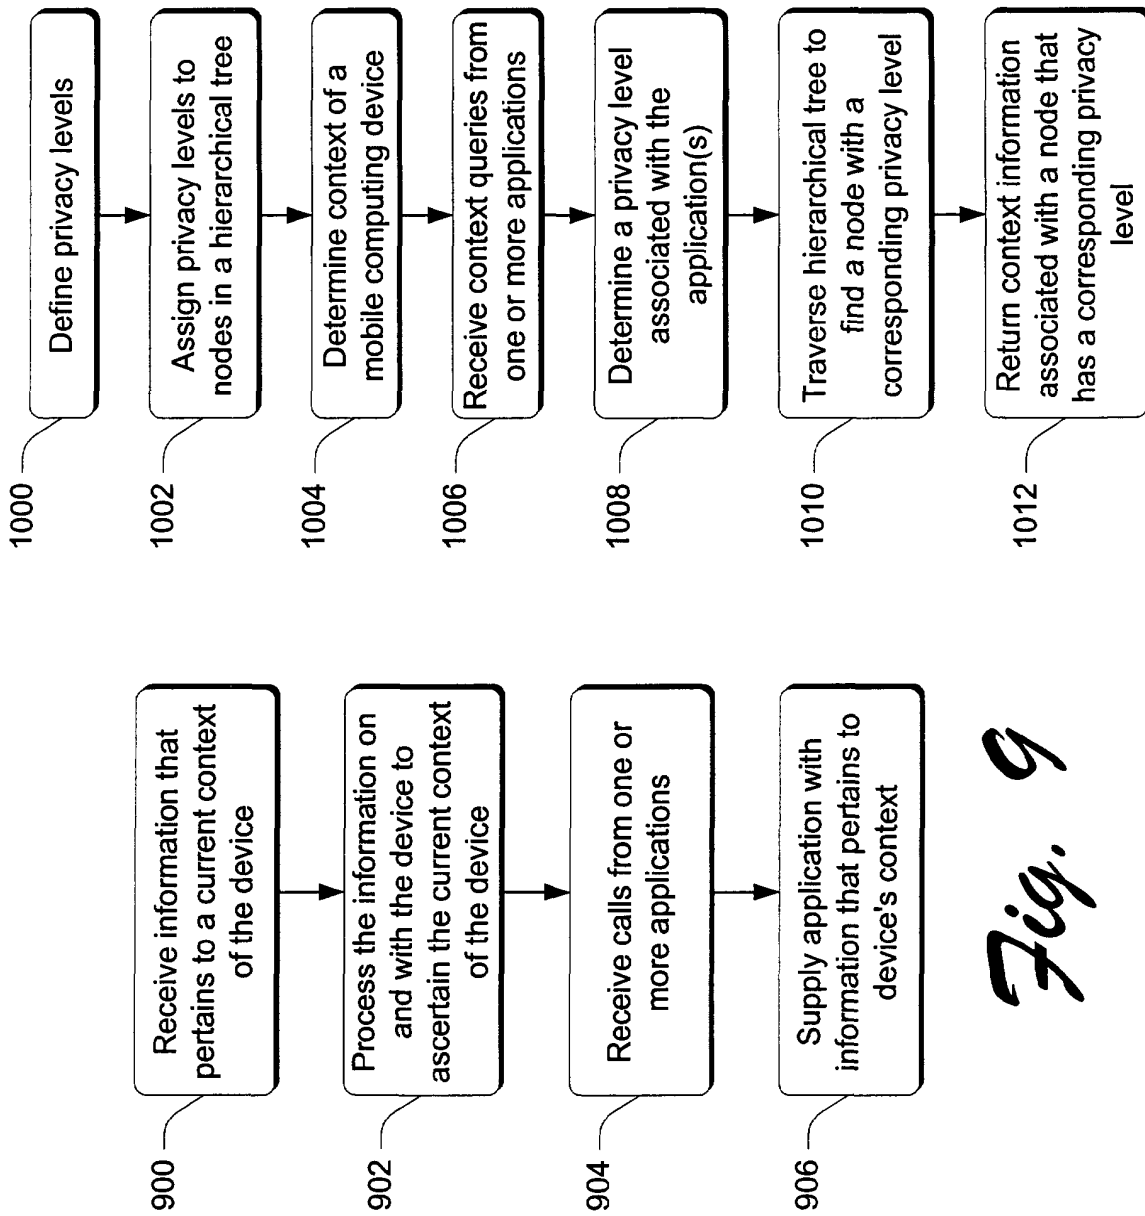 900
Receive information that
pertains to a current context
of the device
902
Process the information on
and with the device to
ascertain the current context
of the device
904
Receive calls from one or
more applications
906
Supply application with
information that pertains to
device's context
Fig. 9
1000
Define privacy levels
1002
Assign privacy levels to
nodes in a hierarchical tree
1004
Determine context of a
mobile computing device
1006
Receive context queries from
one or more applications
1008
Determine a privacy level
associated with the
application(s)
1010
Traverse hierarchical tree to
find a node with a
corresponding privacy level
1012
Return context information
associated with a node that
has a corresponding privacy
level